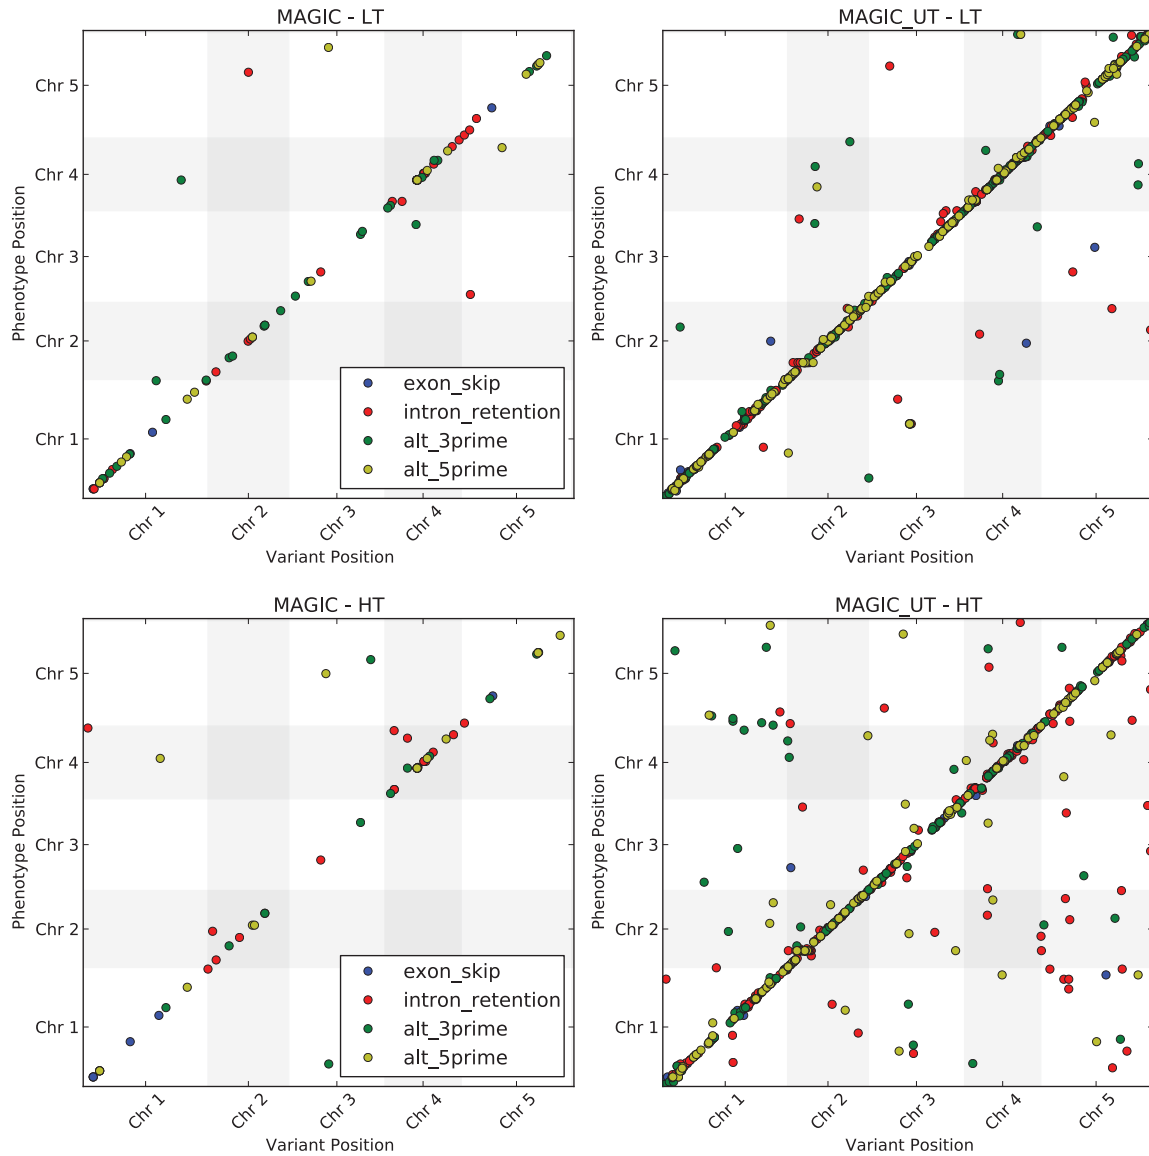 MAGIC - LT
MAGIC_UT - LT
Phenotype Position
Chr 5
Chr 4
Chr 3
Chr 2
Chr 1
exon_skip
intron_retention
alt_3prime
alt_5prime
Chr 1
Chr 2
Chr 3
Chr 4
Chr 5
Variant Position
Phenotype Position
Chr 5
Chr 4
Chr 3
Chr 2
Chr 1
Chr 1
Chr 2
Chr 3
Chr 4
Chr 5
Variant Position
MAGIC - HT
MAGIC_UT - HT
Phenotype Position
Chr 5
Chr 4
Chr 3
Chr 2
Chr 1
exon_skip
intron_retention
alt_3prime
alt_5prime
Chr 1
Chr 2
Chr 3
Chr 4
Chr 5
Variant Position
Phenotype Position
Chr 5
Chr 4
Chr 3
Chr 2
Chr 1
Chr 1
Chr 2
Chr 3
Chr 4
Chr 5
Variant Position